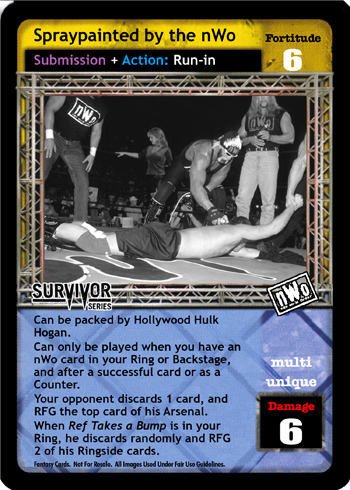 Spraypainted by the nWo
Fortitude
6
Submission + Action: Run-in
nWo
SURVIVOR
SERIES
nWo
Can be packed by Hollywood Hulk
Hogan.
Can only be played when you have an
nWo card in your Ring or Backstage,
and after a successful card or as a
Counter.
Your opponent discards 1 card, and
RFG the top card of his Arsenal.
When Ref Takes a Bump is in your
Ring, he discards randomly and RFG
2 of his Ringside cards.
multi
unique
Damage
6
Fantasy Cards. Not For Resale. All Images Used Under Fair Use Guidelines.